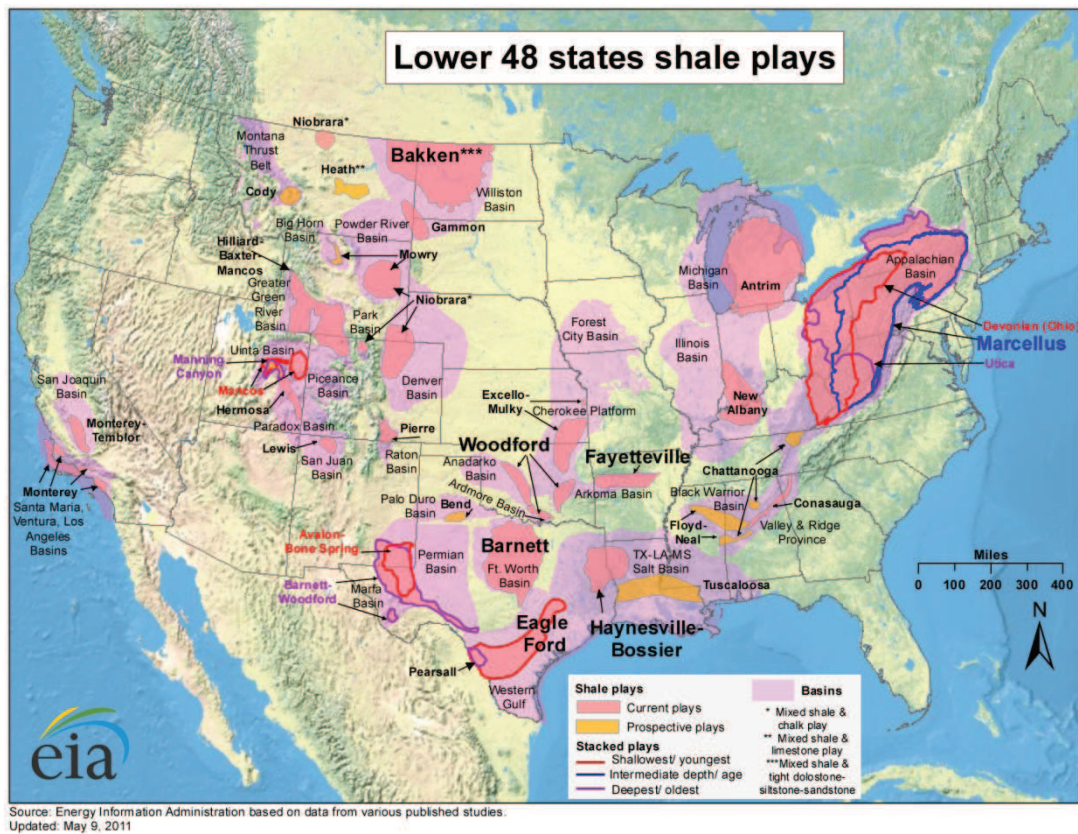 Lower 48 states shale plays
Niobrara*
Montana
Thrust
Belt
Bakken***
Heath**
Cody
Williston
Basin
Big Horn
Basin
Powder River
Basin
Gammon
Hilliard-
Baxter-
Mancos
Mowry
Greater
Green
River
Basin
Niobrara*
Park
Basin
Michigan
Basin
Antrim
Appalachian
Basin
Devonian (Ohio)
Marcellus
Utica
Forest
City Basin
Illinois
Basin
Uinta Basin
Manning
Canyon
Mancos
Piceance
Basin
Denver
Basin
San Joaquin
Basin
Hermosa
Paradox Basin
Excello-
Mulky
Cherokee Platform
New
Albany
Monterey-
Temblor
Pierre
Lewis
San Juan
Basin
Raton
Basin
Woodford
Anadarko
Basin
Fayetteville
Chattanooga
Arkoma Basin
Black Warrior
Basin
Conasauga
Monterey
Santa Maria,
Ventura, Los
Angeles
Basins
Palo Duro
Basin
Bend
Ardmore Basin
Floyd-
Neal
Valley & Ridge
Province
Avalon-
Bone Spring
Permian
Basin
Barnett
Ft. Worth
Basin
TX-LA-MS
Salt Basin
Tuscaloosa
Barnett-
Woodford
Marfa
Basin
Eagle
Ford
Haynesville-
Bossier
Pearsall
Western
Gulf
Miles
0 100 200 300 400
N
Shale plays
Current plays
Prospective plays
Stacked plays
Shallowest/ youngest
Intermediate depth/ age
Deepest/ oldest
Basins
* Mixed shale &
chalk play
** Mixed shale &
limestone play
***Mixed shale &
tight dolostone-
siltstone-sandstone
eia
Source: Energy Information Administration based on data from various published studies.
Updated: May 9, 2011